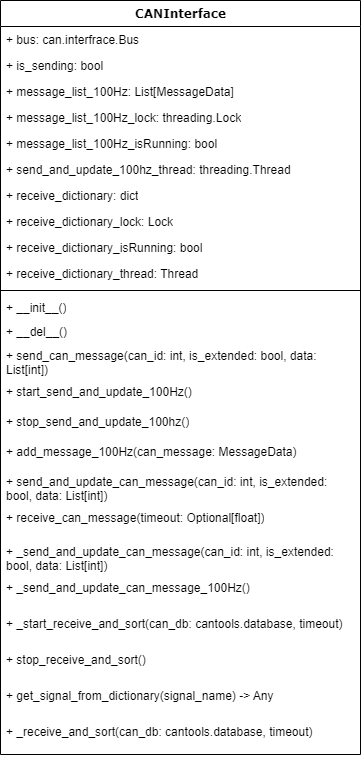 CANInterface
+ bus: can.interfrace.Bus
+ is_sending: bool
+ message_list_100Hz: List[MessageData]
+ message_list_100Hz_lock: threading.Lock
+ message_list_100Hz_isRunning: bool
+ send_and_update_100hz_thread: threading.Thread
+ receive_dictionary: dict
+ receive_dictionary_lock: Lock
+ receive_dictionary_isRunning: bool
+ receive_dictionary_thread: Thread
+ __init__()
+ __del__()
+ send_can_message(can_id: int, is_extended: bool, data:
List[int])
+ start_send_and_update_100Hz()
+ stop_send_and_update_100hz()
+ add_message_100Hz(can_message: MessageData)
+ send_and_update_can_message(can_id: int, is_extended:
bool, data: List[int])
+ receive_can_message(timeout: Optional[float])
+ _send_and_update_can_message(can_id: int, is_extended:
bool, data: List[int])
+ _send_and_update_can_message_100Hz()
+ _start_receive_and_sort(can_db: cantools.database, timeout)
+ stop_receive_and_sort()
+ get_signal_from_dictionary(signal_name) -> Any
+ _receive_and_sort(can_db: cantools.database, timeout)